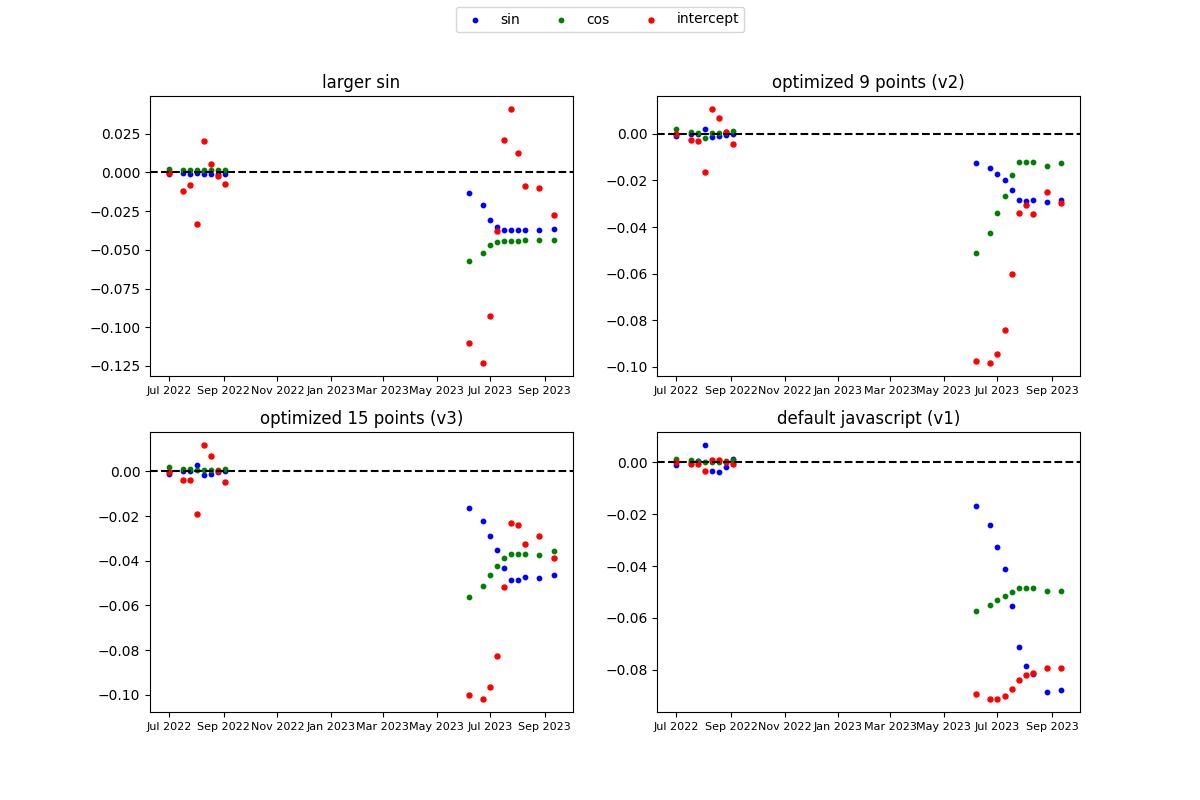 sin cos intercept
larger sin
0.025
0.000
−0.025
−0.050
−0.075
−0.100
−0.125
Jul 2022 Sep 2022 Nov 2022 Jan 2023 Mar 2023 May 2023 Jul 2023 Sep 2023
optimized 9 points (v2)
0.00
−0.02
−0.04
−0.06
−0.08
−0.10
Jul 2022 Sep 2022 Nov 2022 Jan 2023 Mar 2023 May 2023 Jul 2023 Sep 2023
optimized 15 points (v3)
0.00
−0.02
−0.04
−0.06
−0.08
−0.10
Jul 2022 Sep 2022 Nov 2022 Jan 2023 Mar 2023 May 2023 Jul 2023 Sep 2023
default javascript (v1)
0.00
−0.02
−0.04
−0.06
−0.08
Jul 2022 Sep 2022 Nov 2022 Jan 2023 Mar 2023 May 2023 Jul 2023 Sep 2023